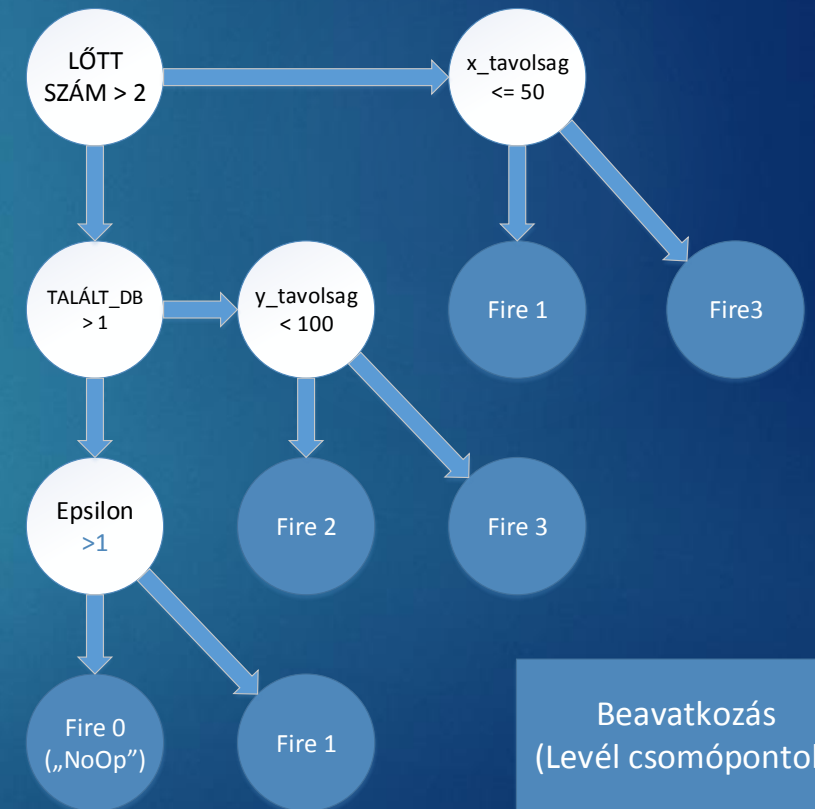 LŐTT
SZÁM > 2
x_tavolsag
<= 50
TALÁLT_DB
> 1
y_tavolsag
< 100
Fire 1
Fire3
Epsilon
>1
Fire 2
Fire 3
Fire 0
(„NoOp”)
Fire 1
Beavatkozás
(Levél csomópontok